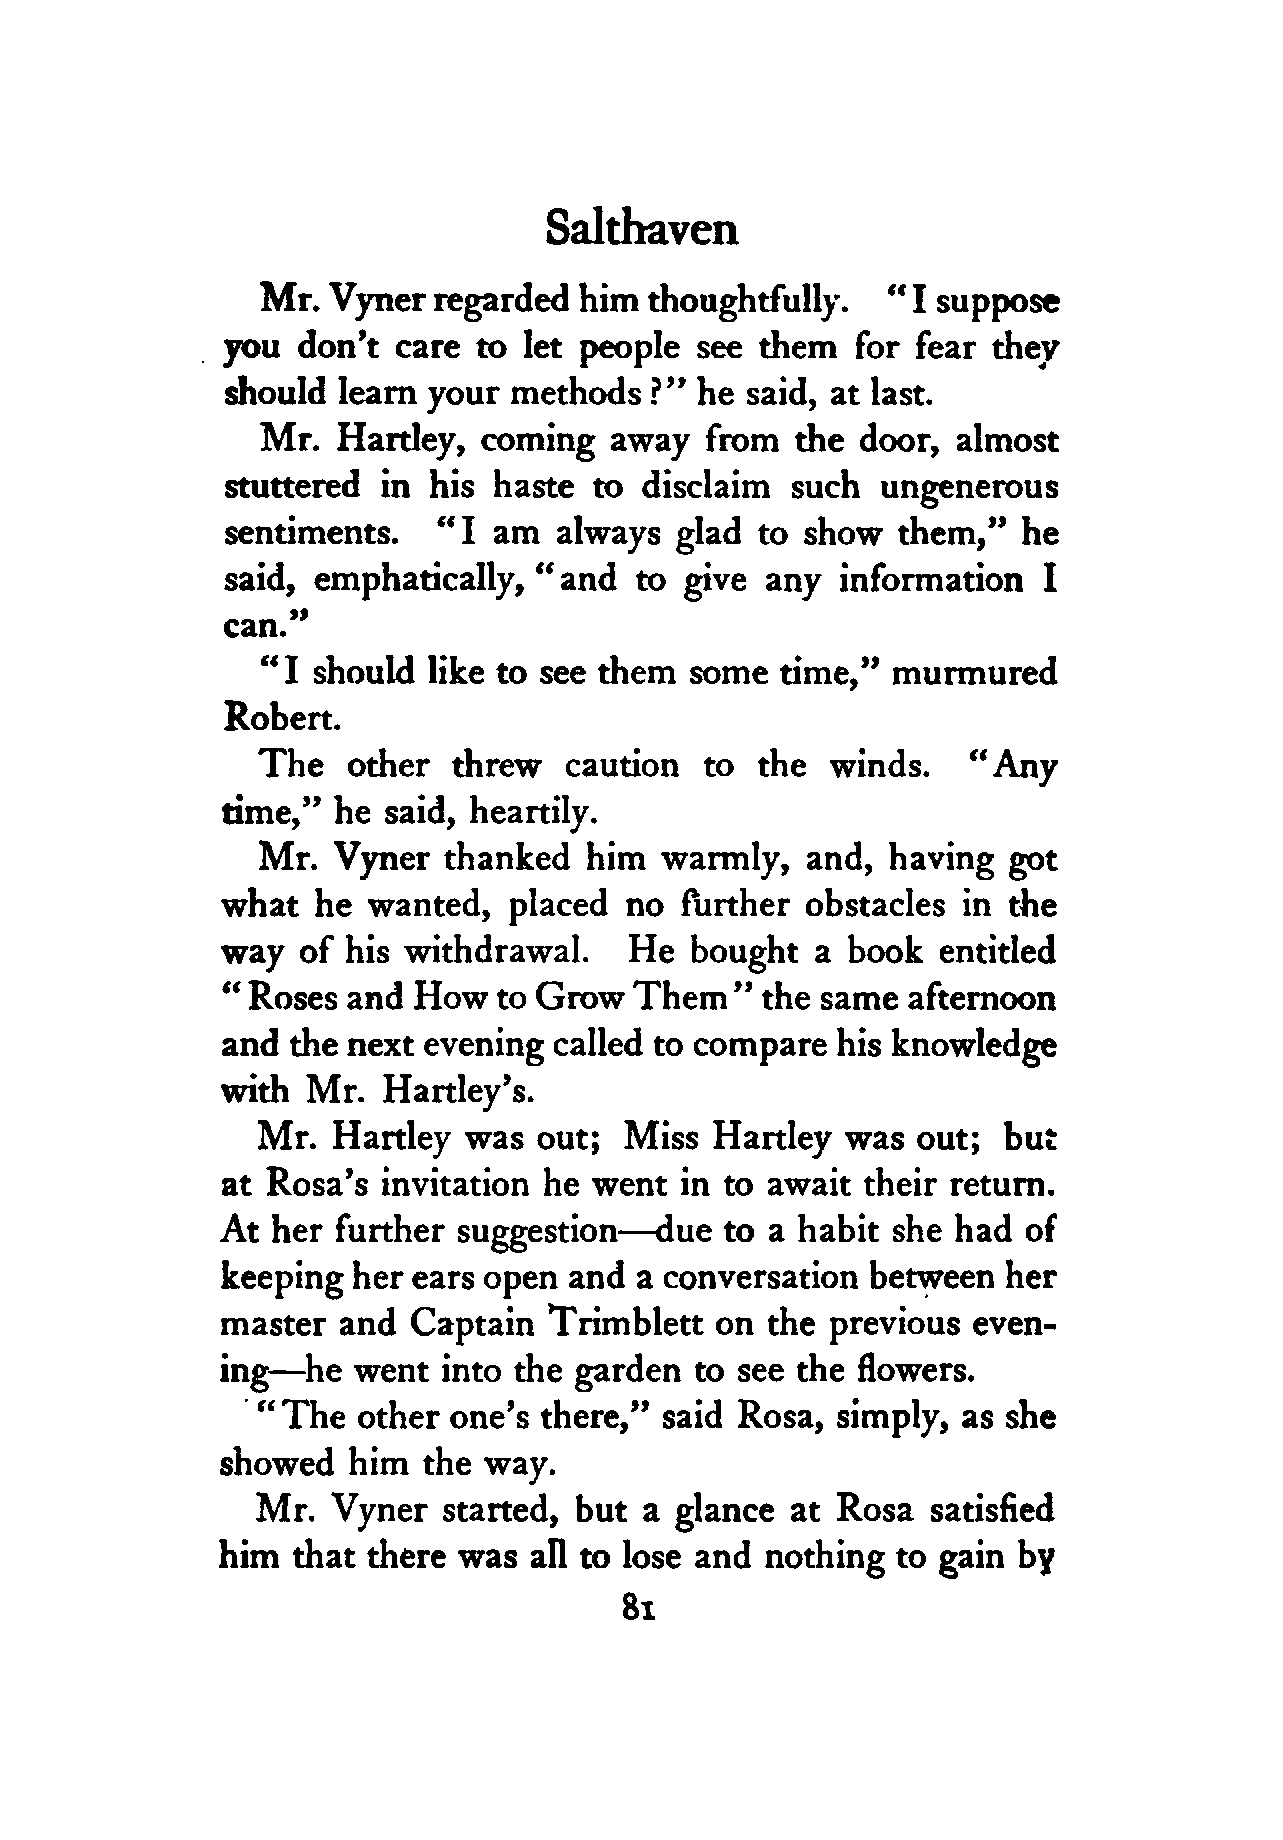 Salthaven
Mr. Vyner regarded him thoughtfully. "I suppose
you don't care to let people see them for fear they
should learn your methods?" he said, at last.
Mr. Hartley, coming away from the door, almost
stuttered in his haste to disclaim such ungenerous
sentiments. "I am always glad to show them," he
said, emphatically, "and to give any information I
can."
"I should like to see them some time," murmured
Robert.
The other threw caution to the winds. "Any
time," he said, heartily.
Mr. Vyner thanked him warmly, and, having got
what he wanted, placed no further obstacles in the
way of his withdrawal. He bought a book entitled
"Roses and How to Grow Them" the same afternoon
and the next evening called to compare his knowledge
with Mr. Hartley's.
Mr. Hartley was out; Miss Hartley was out; but
at Rosa's invitation he went in to await their return.
At her further suggestion—due to a habit she had of
keeping her ears open and a conversation between her
master and Captain Trimblett on the previous even-
ing—he went into the garden to see the flowers.
"The other one's there," said Rosa, simply, as she
showed him the way.
Mr. Vyner started, but a glance at Rosa satisfied
him that there was all to lose and nothing to gain by
81